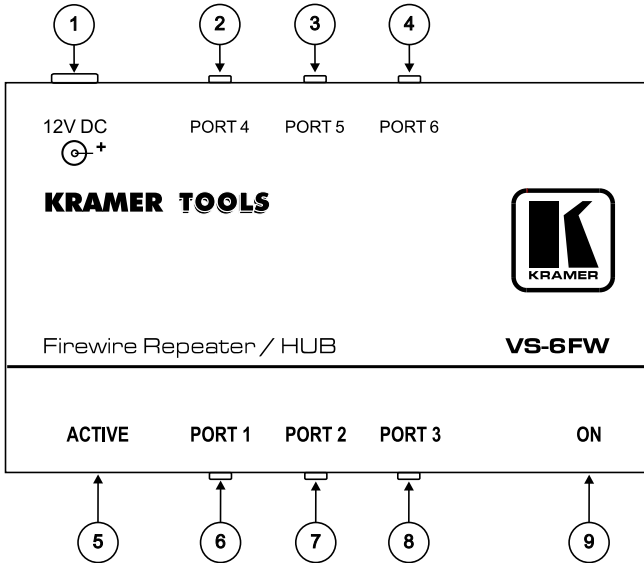 1 2 3 4
12V DC PORT 4 PORT 5 PORT 6
+
KRAMER TOOLS
KRAMER
Firewire Repeater / HUB VS-6FW
ACTIVE PORT 1 PORT 2 PORT 3 ON
5 6 7 8 9